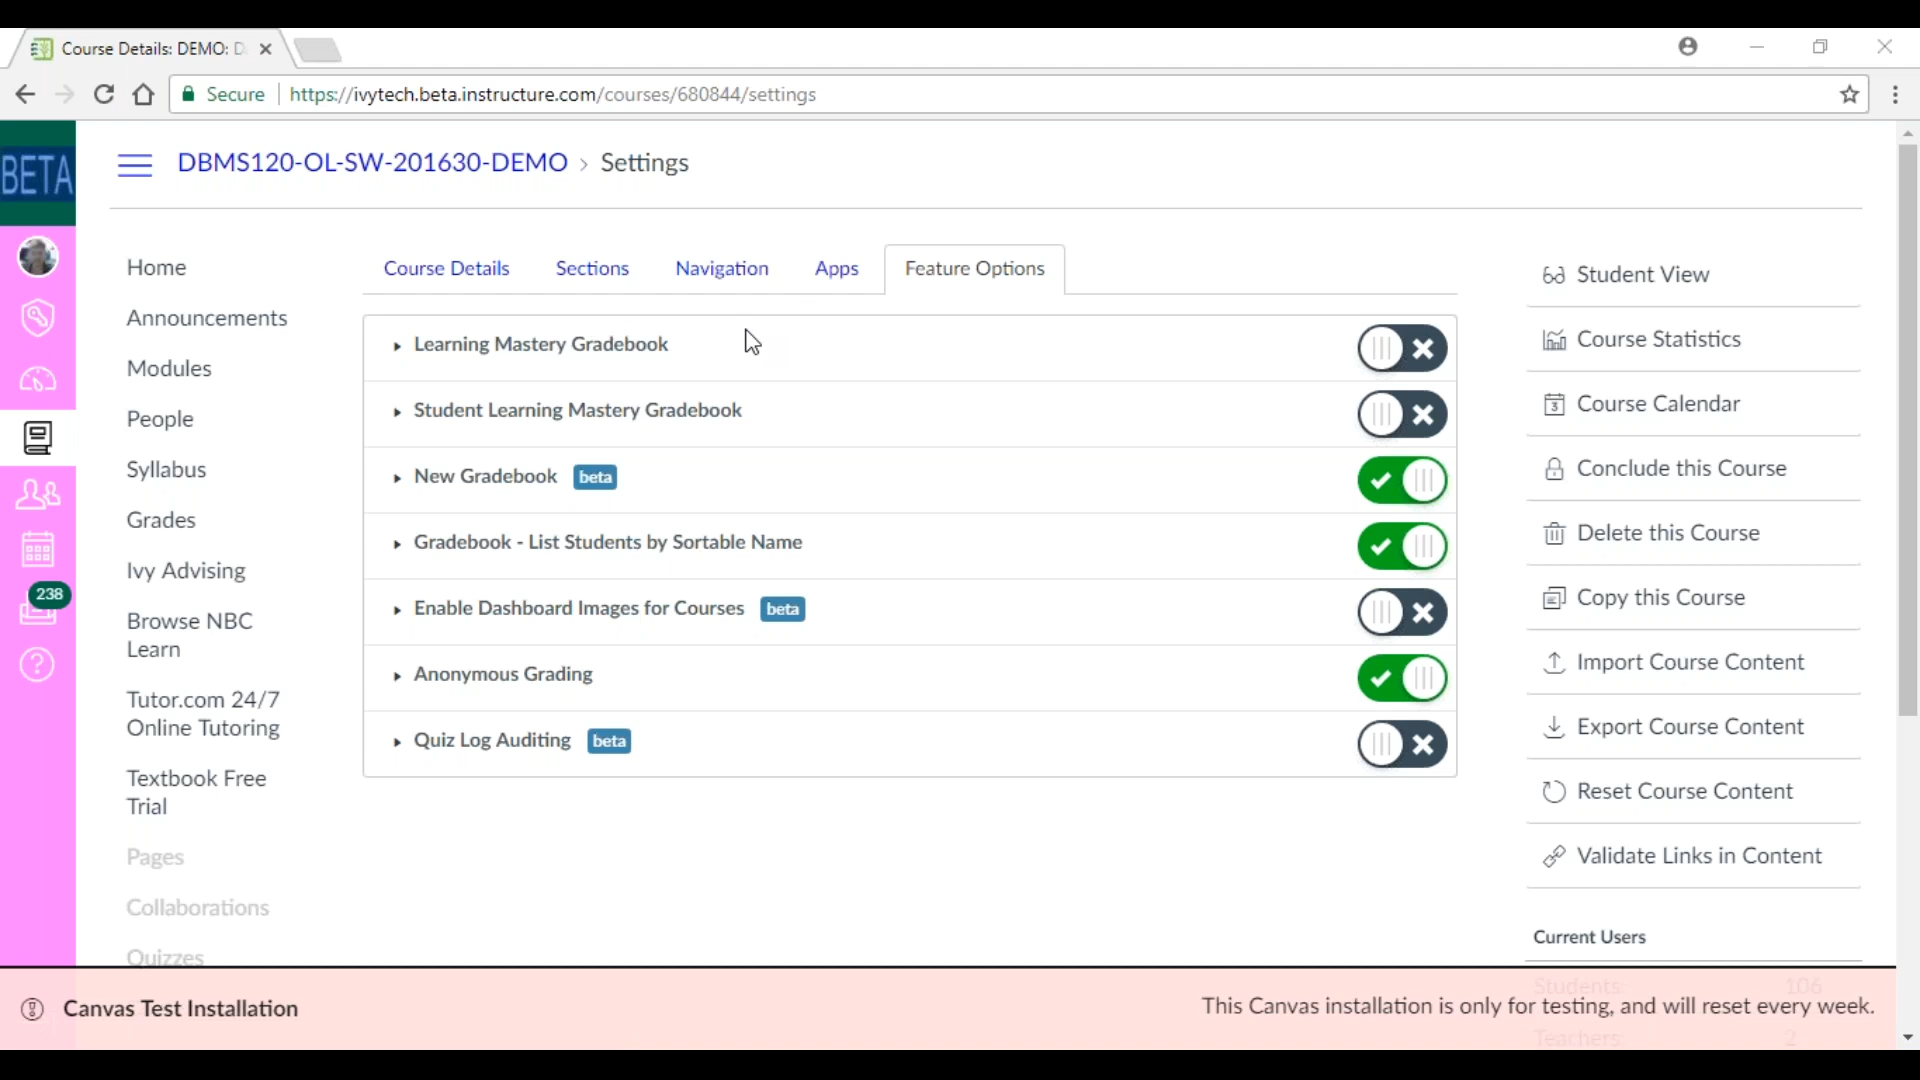 Course Details: DEMO: D
Secure
https://ivytech.beta.instructure.com/courses/680844/settings
BETA
DBMS120-OL-SW-201630-DEMO › Settings
Home
Announcements
Modules
People
Syllabus
Grades
Ivy Advising
Browse NBC
Learn
Tutor.com 24/7
Online Tutoring
Textbook Free
Trial
Pages
Collaborations
Quizzes
238
Course Details
Sections
Navigation
Apps
Feature Options
Learning Mastery Gradebook
Student Learning Mastery Gradebook
New Gradebook beta
Gradebook - List Students by Sortable Name
Enable Dashboard Images for Courses beta
Anonymous Grading
Quiz Log Auditing beta
Student View
Course Statistics
3 Course Calendar
Conclude this Course
Delete this Course
Copy this Course
Import Course Content
Export Course Content
Reset Course Content
Validate Links in Content
Current Users
Students: 106
Teachers: 2
Canvas Test Installation
This Canvas installation is only for testing, and will reset every week.